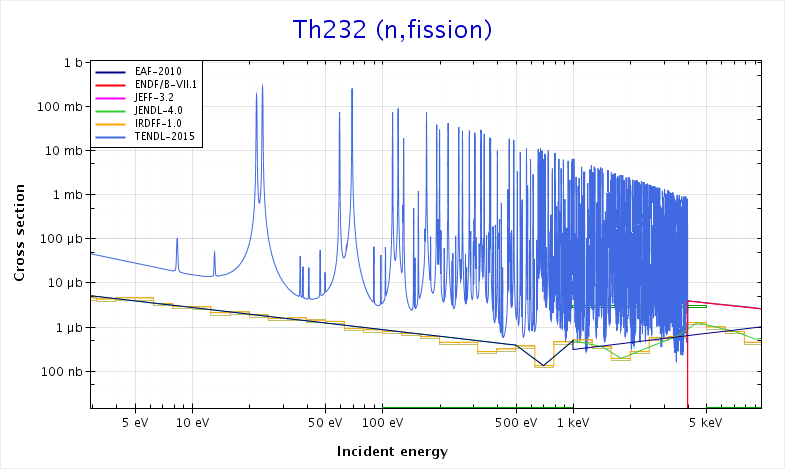 Th232 (n,fission)
1 b
100 mb
10 mb
1 mb
100 µb
10 µb
1 µb
100 nb
Cross section
EAF-2010
ENDF/B-VII.1
JEFF-3.2
JENDL-4.0
IRDFF-1.0
TENDL-2015
5 eV 10 eV 50 eV 100 eV 500 eV 1 keV 5 keV
Incident energy